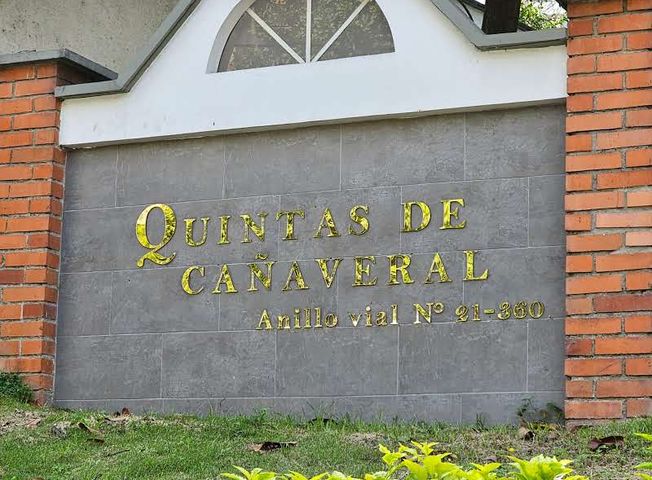 QUINTAS DE
CAÑAVERAL
Anillo vial Nº 21-360